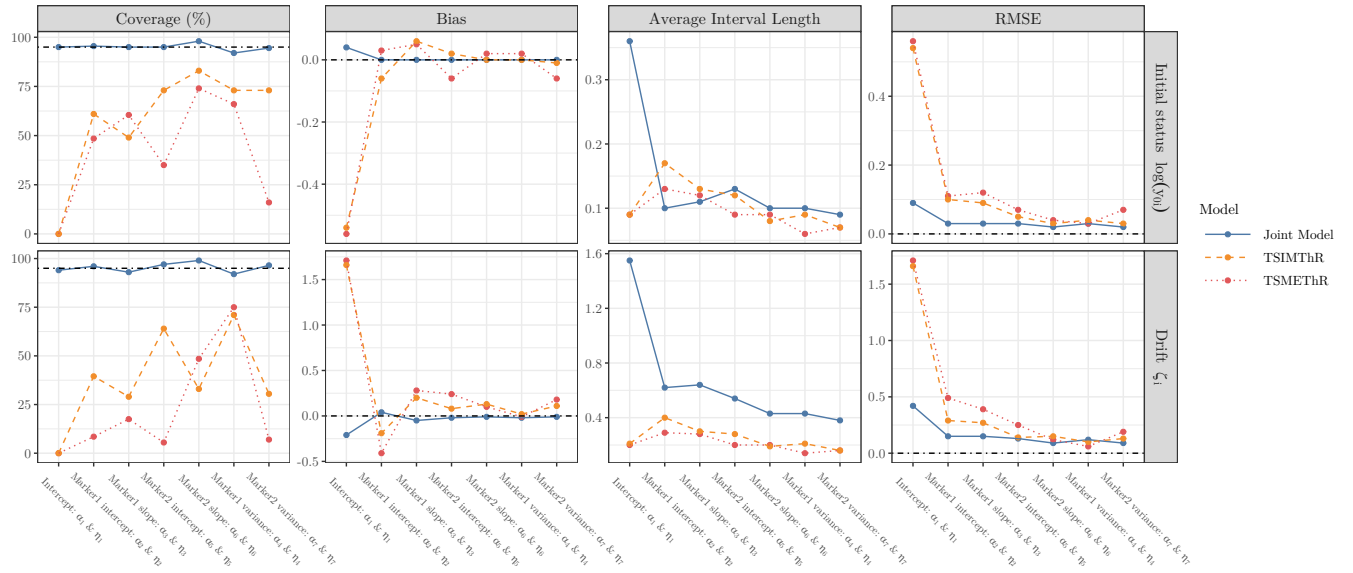 Coverage (%)
Bias
Average Interval Length
RMSE
100
75
50
25
0
0.0
-0.2
-0.4
0.3
0.2
0.1
0.4
0.2
0.0
Initial status log(y₀ᵢ)
100
75
50
25
0
1.5
1.0
0.5
0.0
-0.5
1.6
1.2
0.8
0.4
1.5
1.0
0.5
0.0
Drift ζᵢ
Model
Joint Model
TSIMThR
TSMEThR
Intercept: α₁ & η₁
Marker1 intercept: α₂ & η₂
Marker1 slope: α₃ & η₃
Marker2 intercept: α₅ & η₅
Marker2 slope: α₆ & η₆
Marker1 variance: α₄ & η₄
Marker2 variance: α₇ & η₇
Intercept: α₁ & η₁
Marker1 intercept: α₂ & η₂
Marker1 slope: α₃ & η₃
Marker2 intercept: α₅ & η₅
Marker2 slope: α₆ & η₆
Marker1 variance: α₄ & η₄
Marker2 variance: α₇ & η₇
Intercept: α₁ & η₁
Marker1 intercept: α₂ & η₂
Marker1 slope: α₃ & η₃
Marker2 intercept: α₅ & η₅
Marker2 slope: α₆ & η₆
Marker1 variance: α₄ & η₄
Marker2 variance: α₇ & η₇
Intercept: α₁ & η₁
Marker1 intercept: α₂ & η₂
Marker1 slope: α₃ & η₃
Marker2 intercept: α₅ & η₅
Marker2 slope: α₆ & η₆
Marker1 variance: α₄ & η₄
Marker2 variance: α₇ & η₇